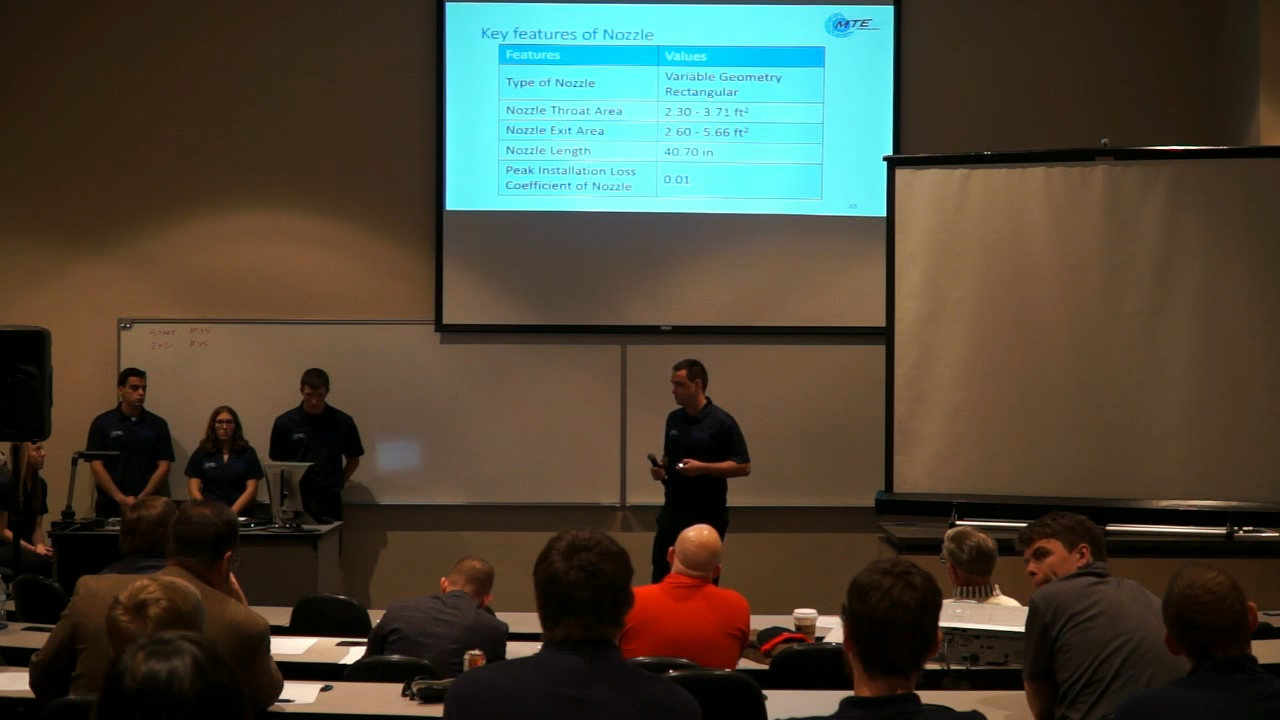 MTE
Key features of Nozzle
Features Values
Type of Nozzle Variable Geometry
Rectangular
Nozzle Throat Area 2.30 - 3.71 ft²
Nozzle Exit Area 2.60 - 5.66 ft²
Nozzle Length 40.70 in
Peak Installation Loss
Coefficient of Nozzle 0.01
START